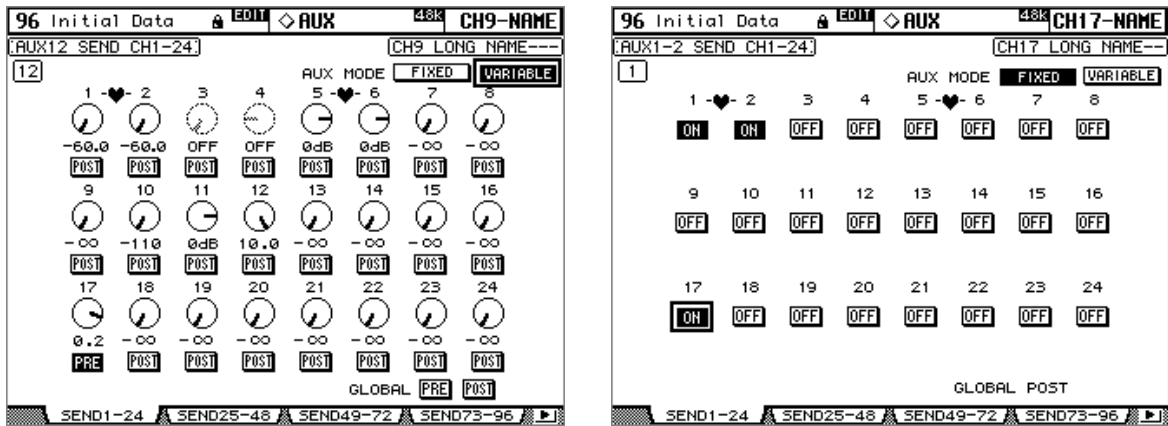 96 Initial Data EDIT AUX 48K CH9-NAME
AUX12 SEND CH1-24 CH9 LONG NAME---
12 AUX MODE FIXED VARIABLE
1 - 2 3 4 5 - 6 7 8
-60.0 -60.0 OFF OFF 0dB 0dB -∞ -∞
POST POST POST POST POST POST POST POST
9 10 11 12 13 14 15 16
-∞ -110 0dB 10.0 -∞ -∞ -∞ -∞
POST POST POST POST POST POST POST POST
17 18 19 20 21 22 23 24
0.2 -∞ -∞ -∞ -∞ -∞ -∞ -∞
PRE POST POST POST POST POST POST POST
GLOBAL PRE POST
SEND1-24 SEND25-48 SEND49-72 SEND73-96
96 Initial Data EDIT AUX 48K CH17-NAME
AUX1-2 SEND CH1-24 CH17 LONG NAME--
1 AUX MODE FIXED VARIABLE
1 - 2 3 4 5 - 6 7 8
ON ON OFF OFF OFF OFF OFF OFF
9 10 11 12 13 14 15 16
OFF OFF OFF OFF OFF OFF OFF OFF
17 18 19 20 21 22 23 24
ON OFF OFF OFF OFF OFF OFF OFF
GLOBAL POST
SEND1-24 SEND25-48 SEND49-72 SEND73-96